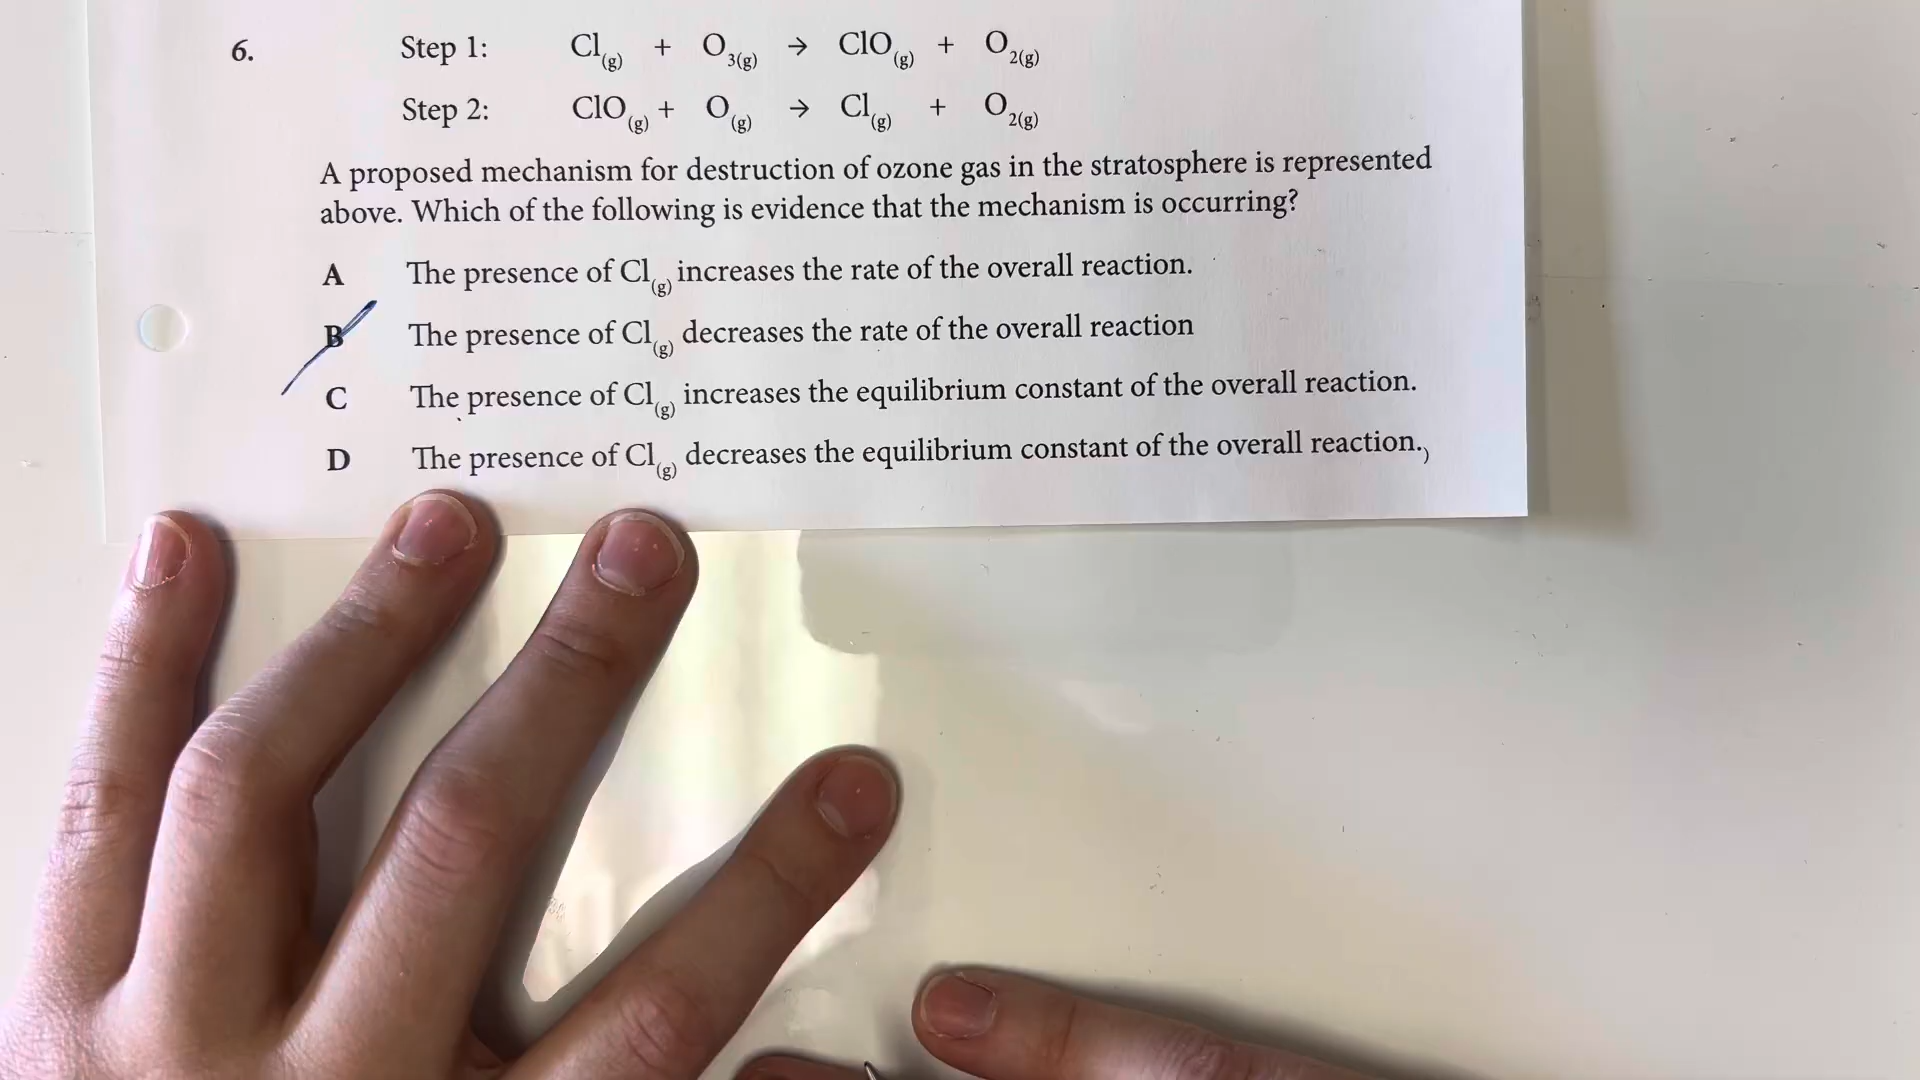 6. Step 1: Cl(g) + O3(g) → ClO(g) + O2(g)
Step 2: ClO(g) + O(g) → Cl(g) + O2(g)
A proposed mechanism for destruction of ozone gas in the stratosphere is represented
above. Which of the following is evidence that the mechanism is occurring?
A The presence of Cl(g) increases the rate of the overall reaction.
B The presence of Cl(g) decreases the rate of the overall reaction
C The presence of Cl(g) increases the equilibrium constant of the overall reaction.
D The presence of Cl(g) decreases the equilibrium constant of the overall reaction.)